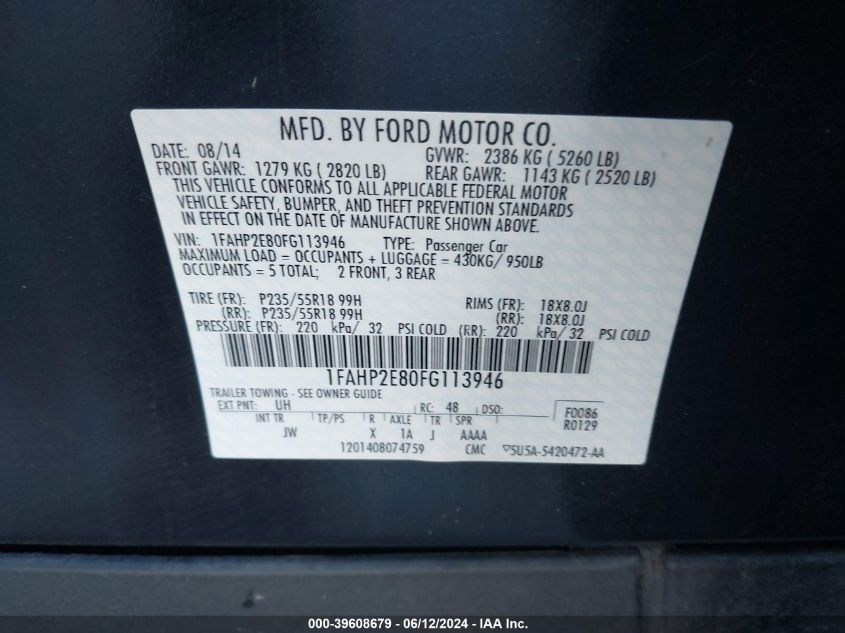 MFD. BY FORD MOTOR CO.
DATE: 08/14 GVWR: 2386 KG ( 5260 LB)
FRONT GAWR: 1279 KG ( 2820 LB) REAR GAWR: 1143 KG ( 2520 LB)
THIS VEHICLE CONFORMS TO ALL APPLICABLE FEDERAL MOTOR
VEHICLE SAFETY, BUMPER, AND THEFT PREVENTION STANDARDS
IN EFFECT ON THE DATE OF MANUFACTURE SHOWN ABOVE.
VIN: 1FAHP2E80FG113946 TYPE: Passenger Car
MAXIMUM LOAD = OCCUPANTS + LUGGAGE = 430KG/ 950LB
OCCUPANTS = 5 TOTAL; 2 FRONT, 3 REAR
TIRE (FR): P235/55R18 99H RIMS (FR): 18X8.0J
(RR): P235/55R18 99H (RR): 18X8.0J
PRESSURE (FR): 220 kPa/ 32 PSI COLD (RR): 220 kPa/ 32 PSI COLD
1FAHP2E80FG113946
TRAILER TOWING - SEE OWNER GUIDE
EXT PNT: UH RC: 48 DSO: F0086
INT TR TP/PS R AXLE TR SPR R0129
JW X 1A J AAAA
1201408074759 CMC ▽5U5A-5420472-AA
000-39608679 - 06/12/2024 - IAAI.COM